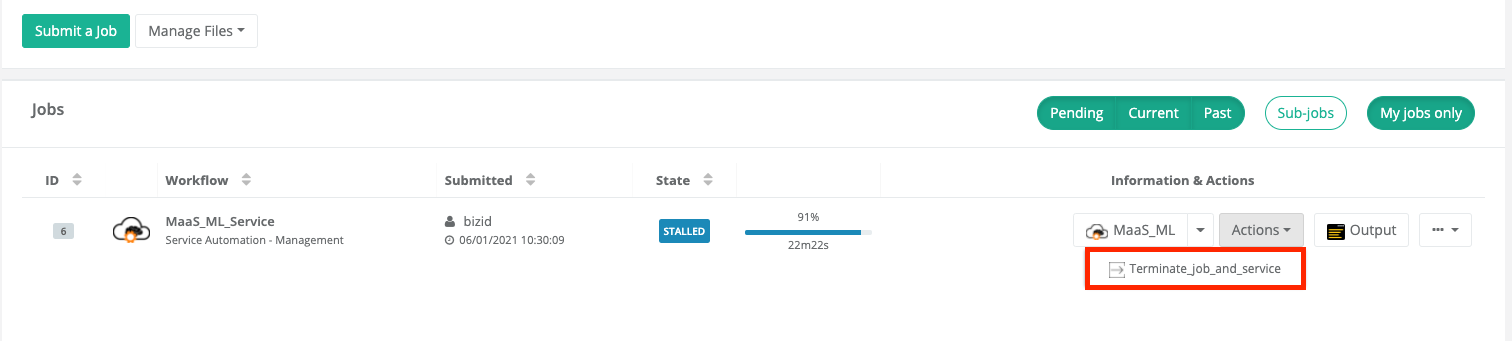 Submit a Job
Manage Files
Jobs
Pending Current Past Sub-jobs My jobs only
ID Workflow Submitted State Information & Actions
6
MaaS_ML_Service
Service Automation - Management
bizid
06/01/2021 10:30:09
STALLED
91%
22m22s
MaaS_ML Actions Output ...
Terminate_job_and_service